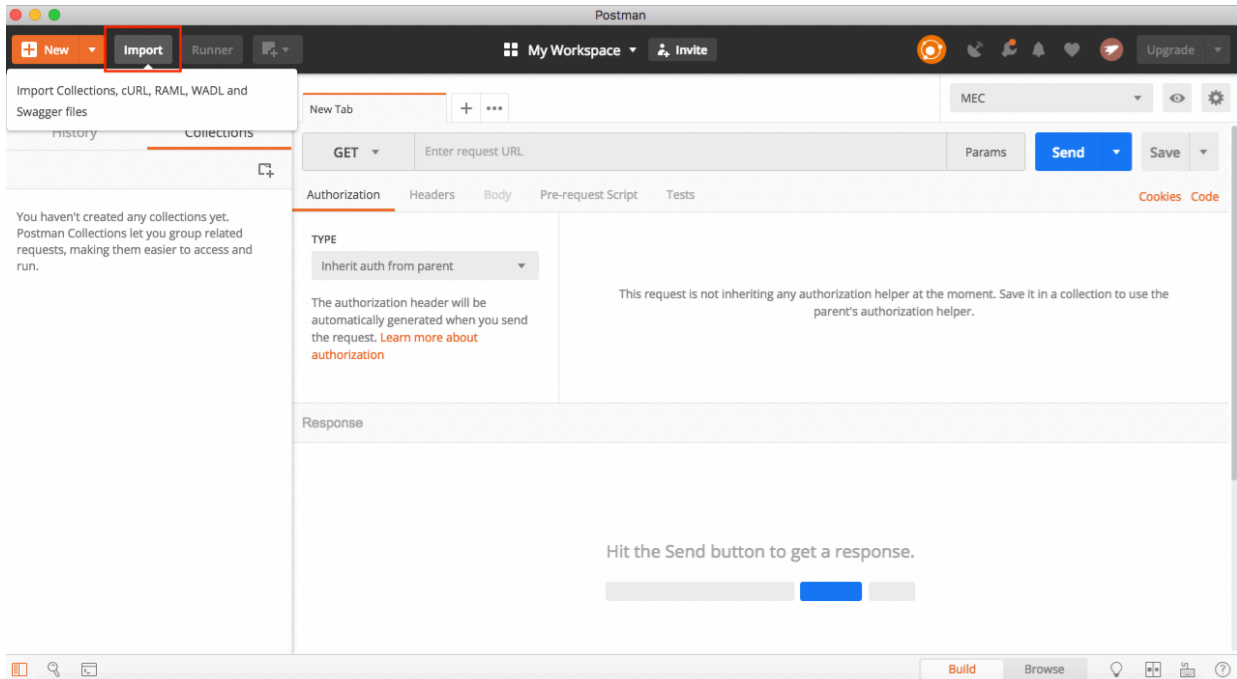 Postman
New
Import
Runner
My Workspace
Invite
Upgrade
Import Collections, cURL, RAML, WADL and
Swagger files
History
Collections
You haven't created any collections yet.
Postman Collections let you group related
requests, making them easier to access and
run.
New Tab
MEC
GET
Enter request URL
Params
Send
Save
Authorization
Headers
Body
Pre-request Script
Tests
Cookies
Code
TYPE
Inherit auth from parent
The authorization header will be
automatically generated when you send
the request. Learn more about
authorization
This request is not inheriting any authorization helper at the moment. Save it in a collection to use the
parent's authorization helper.
Response
Hit the Send button to get a response.
Build
Browse